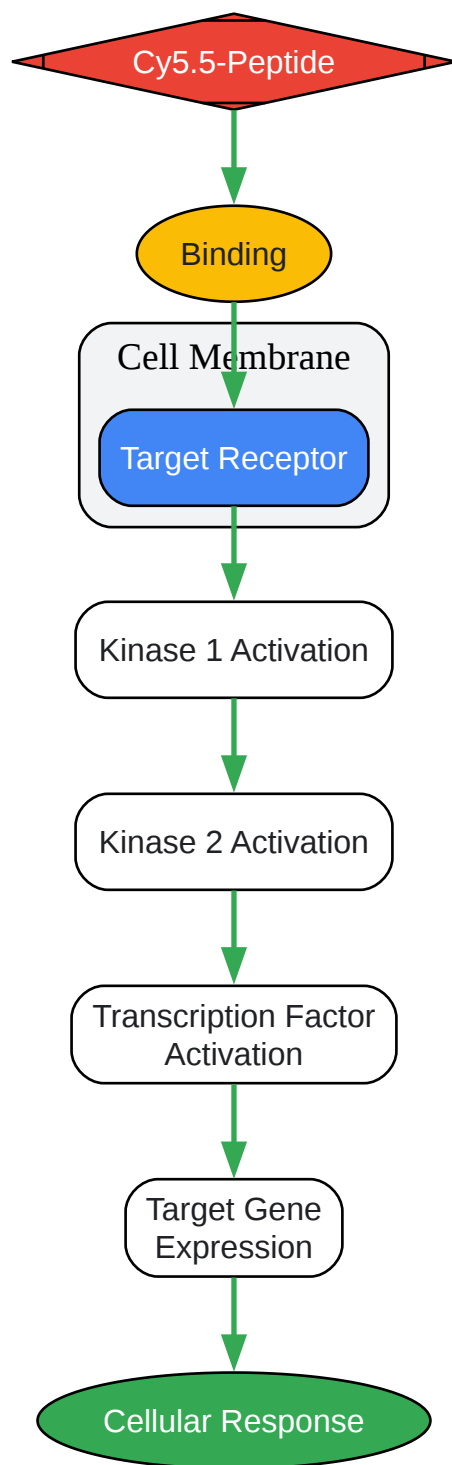 Cy5.5-Peptide
Binding
Cell Membrane
Target Receptor
Kinase 1 Activation
Kinase 2 Activation
Transcription Factor
Activation
Target Gene
Expression
Cellular Response